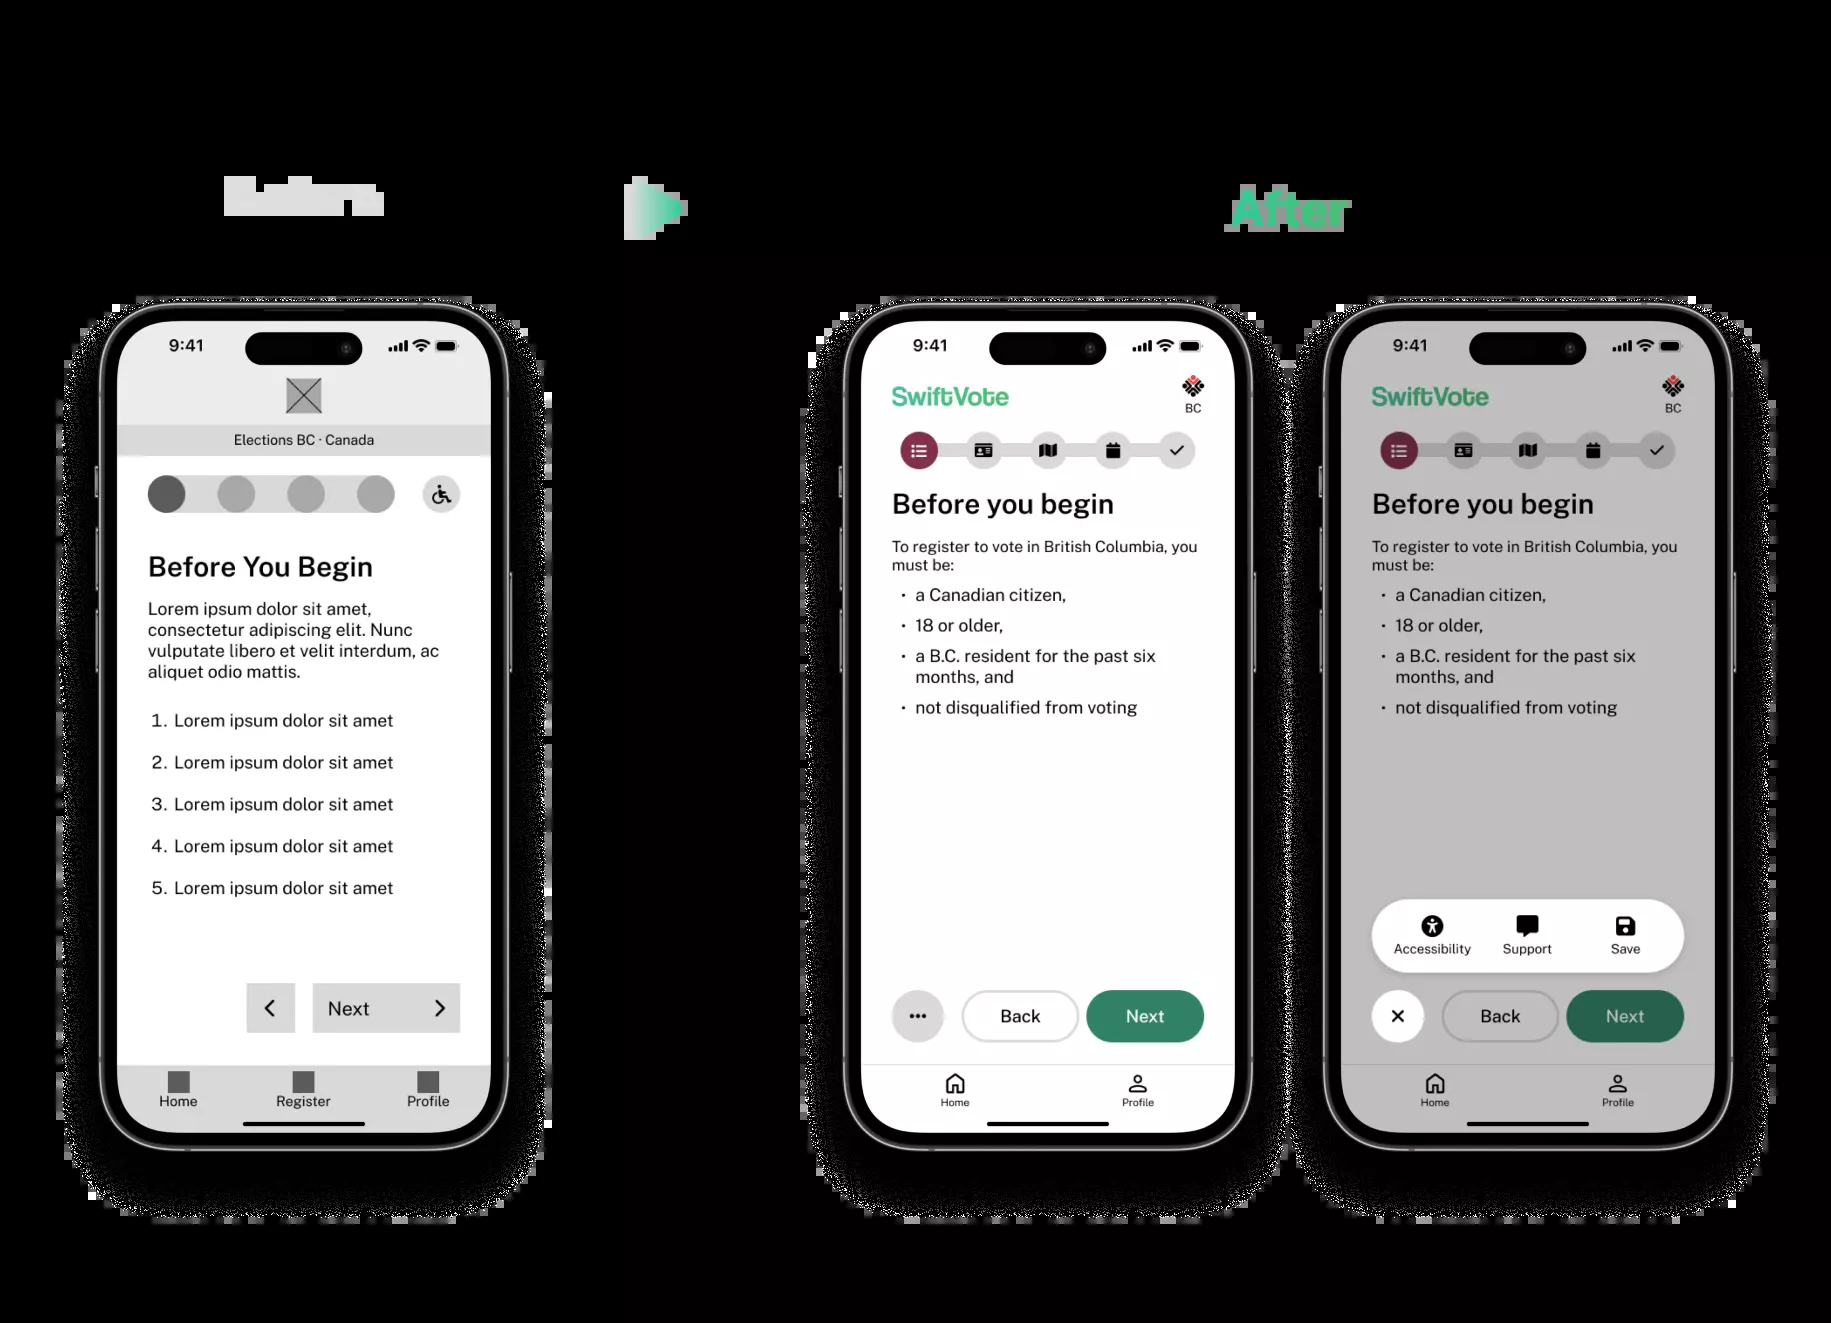 After
9:41
Elections BC · Canada
Before You Begin
Lorem ipsum dolor sit amet,
consectetur adipiscing elit. Nunc
vulputate libero et velit interdum, ac
aliquet odio mattis.
1. Lorem ipsum dolor sit amet
2. Lorem ipsum dolor sit amet
3. Lorem ipsum dolor sit amet
4. Lorem ipsum dolor sit amet
5. Lorem ipsum dolor sit amet
Next
Home
Register
Profile
9:41
SwiftVote
BC
Before you begin
To register to vote in British Columbia, you
must be:
· a Canadian citizen,
· 18 or older,
· a B.C. resident for the past six
months, and
· not disqualified from voting
Back
Next
Home
Profile
9:41
SwiftVote
BC
Before you begin
To register to vote in British Columbia, you
must be:
· a Canadian citizen,
· 18 or older,
· a B.C. resident for the past six
months, and
· not disqualified from voting
Accessibility
Support
Save
Back
Next
Home
Profile